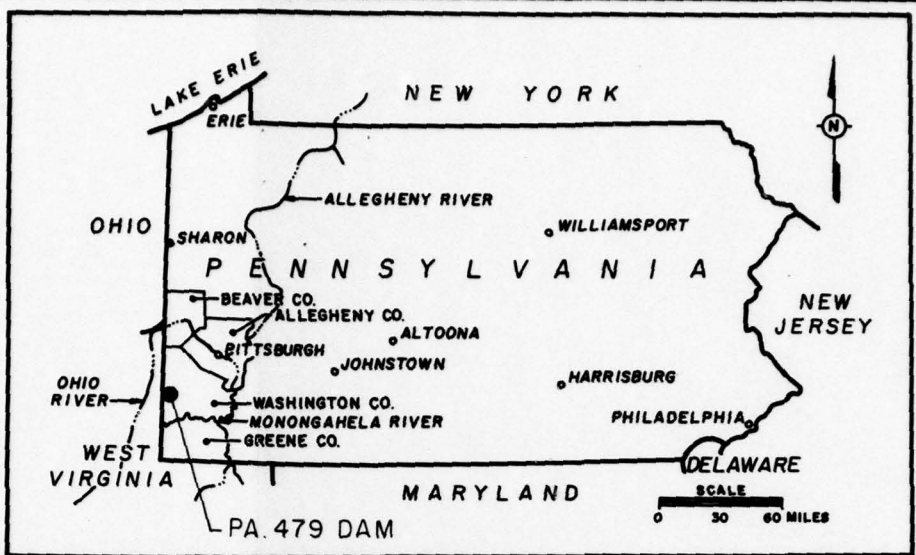 LAKE ERIE
ERIE
NEW YORK
N
ALLEGHENY RIVER
OHIO
SHARON
WILLIAMSPORT
PENNSYLVANIA
BEAVER CO.
ALLEGHENY CO.
NEW
JERSEY
PITTSBURGH
ALTOONA
JOHNSTOWN
OHIO
RIVER
HARRISBURG
WASHINGTON CO.
MONONGAHELA RIVER
PHILADELPHIA
GREENE CO.
WEST
VIRGINIA
DELAWARE
MARYLAND
SCALE
0 30 60 MILES
PA. 479 DAM